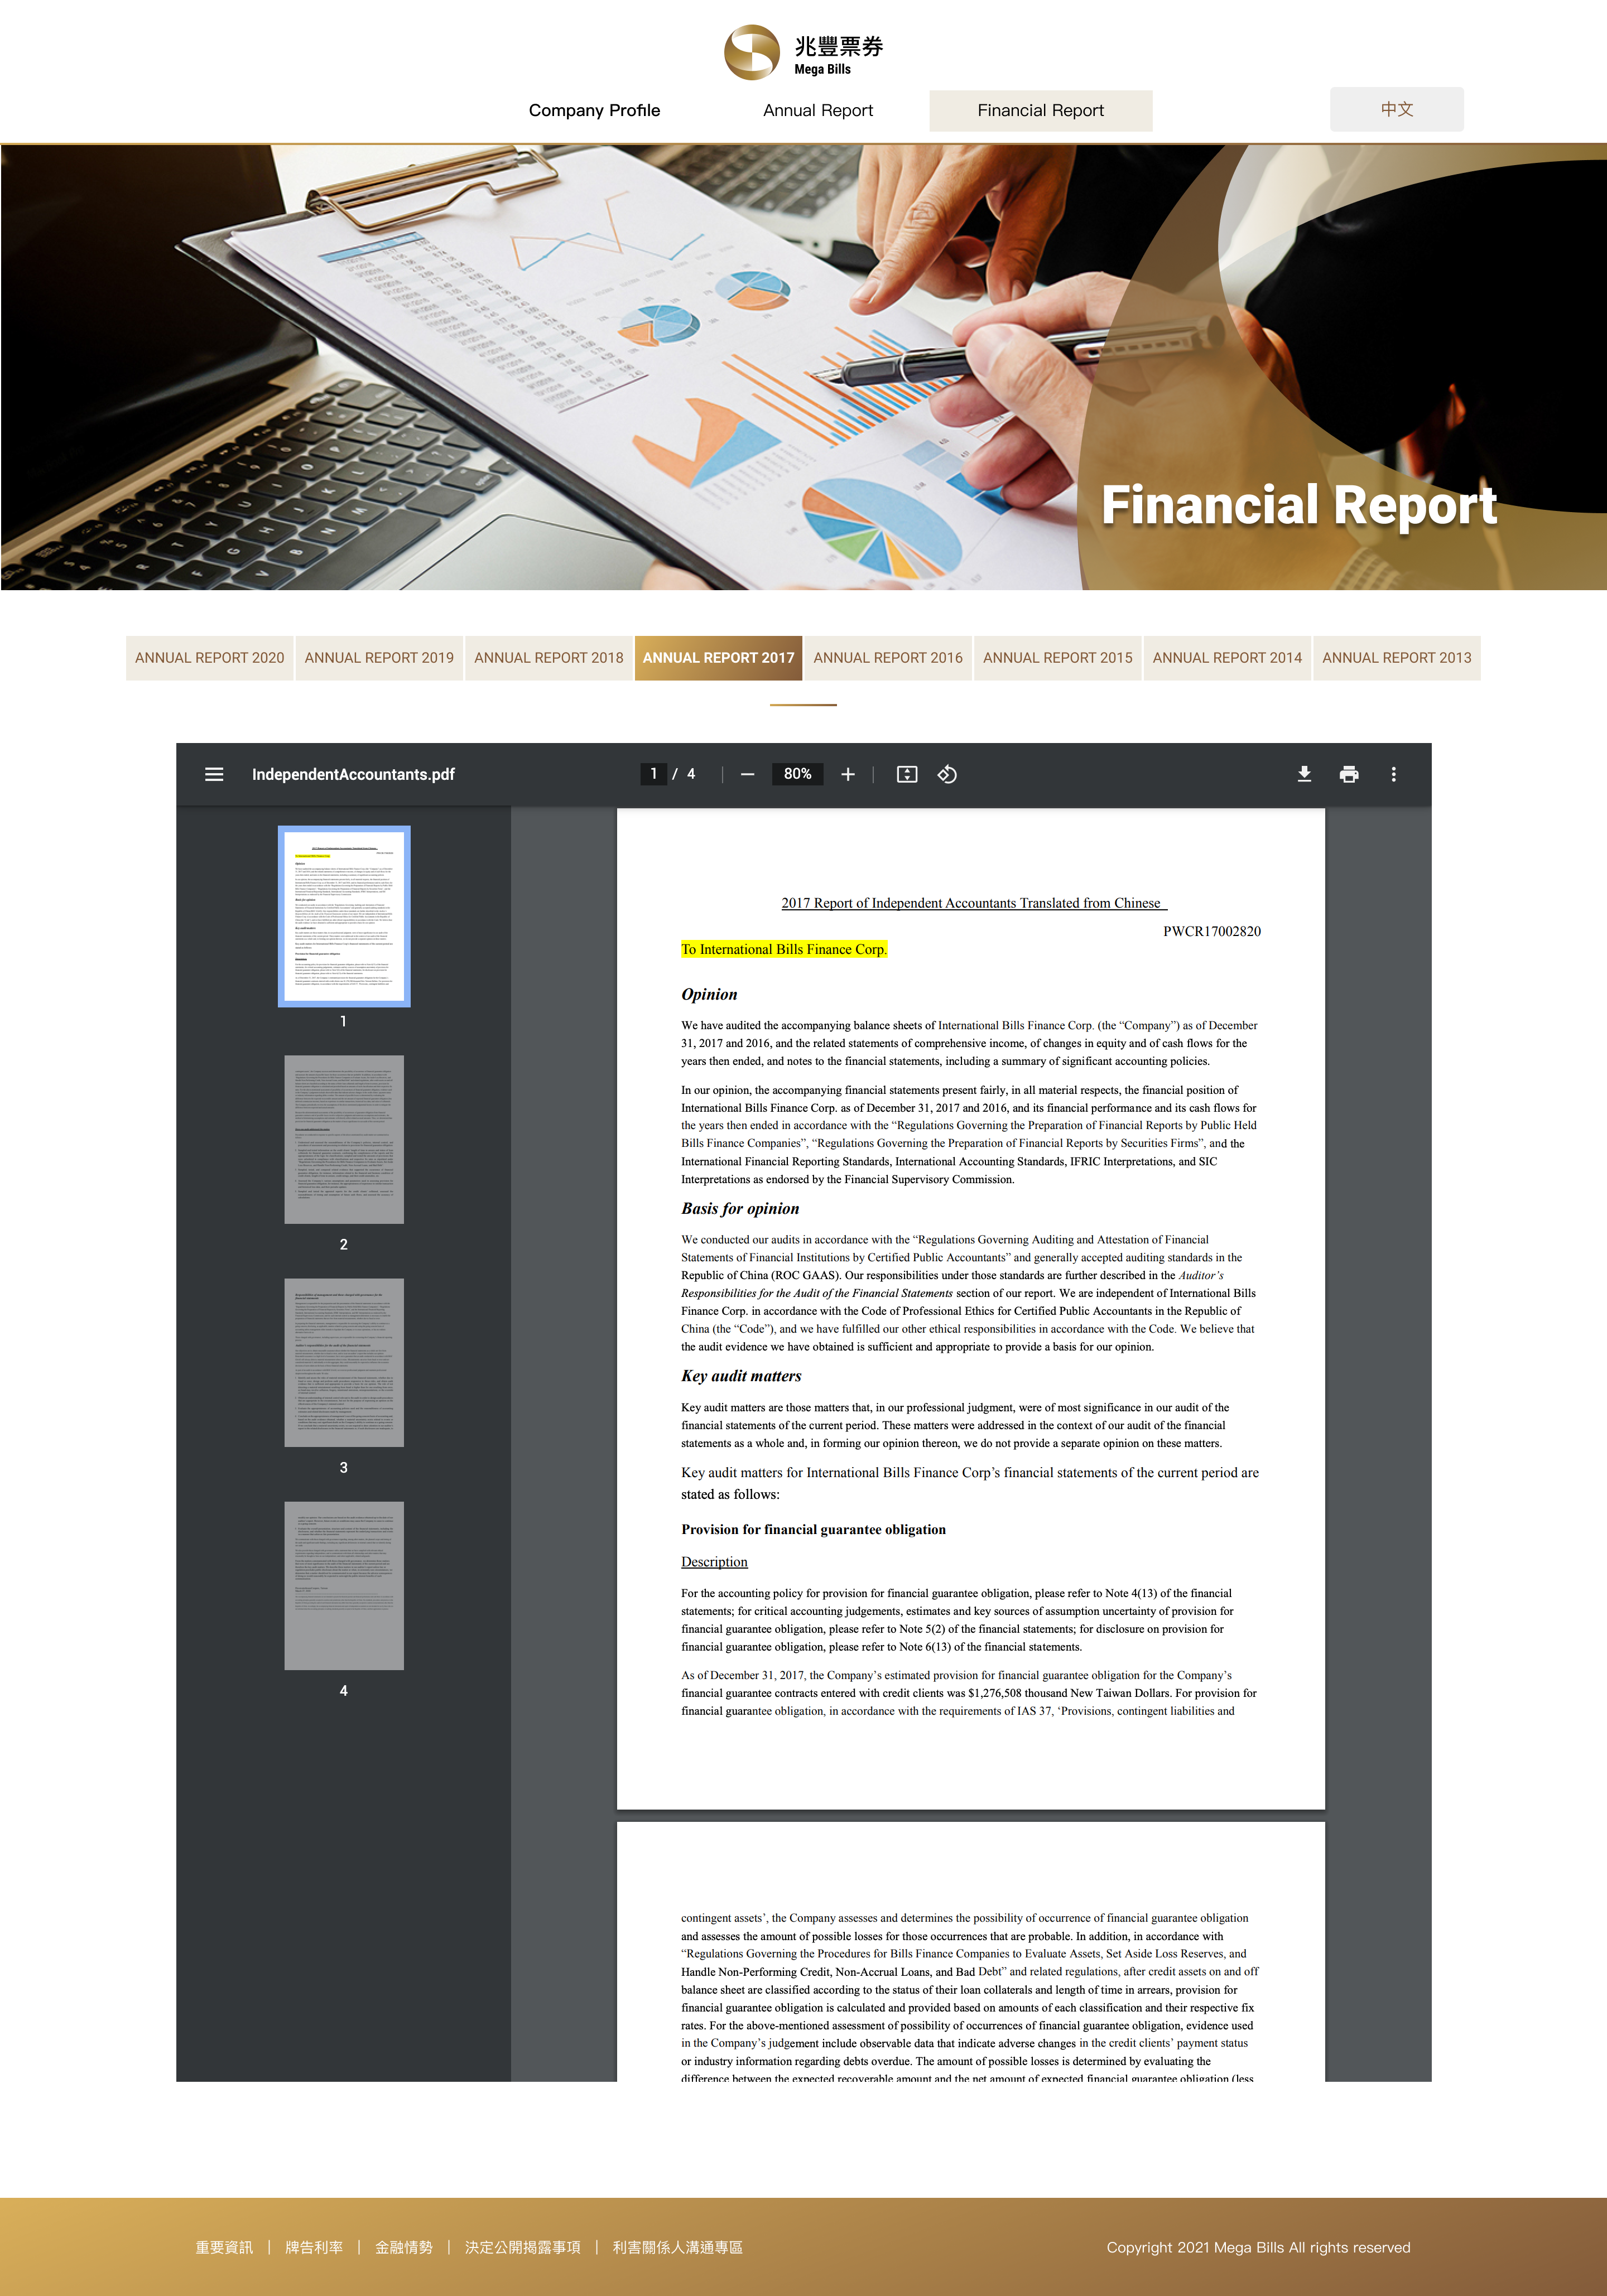 兆豐票券
Mega Bills
Company Profile
Annual Report
Financial Report
中文
Financial Report
ANNUAL REPORT 2020
ANNUAL REPORT 2019
ANNUAL REPORT 2018
ANNUAL REPORT 2017
ANNUAL REPORT 2016
ANNUAL REPORT 2015
ANNUAL REPORT 2014
ANNUAL REPORT 2013
IndependentAccountants.pdf
1 / 4
80%
1
2
3
4
2017 Report of Independent Accountants Translated from Chinese
PWCR17002820
To International Bills Finance Corp.
Opinion
We have audited the accompanying balance sheets of International Bills Finance Corp. (the “Company”) as of December
31, 2017 and 2016, and the related statements of comprehensive income, of changes in equity and of cash flows for the
years then ended, and notes to the financial statements, including a summary of significant accounting policies.
In our opinion, the accompanying financial statements present fairly, in all material respects, the financial position of
International Bills Finance Corp. as of December 31, 2017 and 2016, and its financial performance and its cash flows for
the years then ended in accordance with the “Regulations Governing the Preparation of Financial Reports by Public Held
Bills Finance Companies”, “Regulations Governing the Preparation of Financial Reports by Securities Firms”, and the
International Financial Reporting Standards, International Accounting Standards, IFRIC Interpretations, and SIC
Interpretations as endorsed by the Financial Supervisory Commission.
Basis for opinion
We conducted our audits in accordance with the “Regulations Governing Auditing and Attestation of Financial
Statements of Financial Institutions by Certified Public Accountants” and generally accepted auditing standards in the
Republic of China (ROC GAAS). Our responsibilities under those standards are further described in the Auditor’s
Responsibilities for the Audit of the Financial Statements section of our report. We are independent of International Bills
Finance Corp. in accordance with the Code of Professional Ethics for Certified Public Accountants in the Republic of
China (the “Code”), and we have fulfilled our other ethical responsibilities in accordance with the Code. We believe that
the audit evidence we have obtained is sufficient and appropriate to provide a basis for our opinion.
Key audit matters
Key audit matters are those matters that, in our professional judgment, were of most significance in our audit of the
financial statements of the current period. These matters were addressed in the context of our audit of the financial
statements as a whole and, in forming our opinion thereon, we do not provide a separate opinion on these matters.
Key audit matters for International Bills Finance Corp’s financial statements of the current period are
stated as follows:
Provision for financial guarantee obligation
Description
For the accounting policy for provision for financial guarantee obligation, please refer to Note 4(13) of the financial
statements; for critical accounting judgements, estimates and key sources of assumption uncertainty of provision for
financial guarantee obligation, please refer to Note 5(2) of the financial statements; for disclosure on provision for
financial guarantee obligation, please refer to Note 6(13) of the financial statements.
As of December 31, 2017, the Company’s estimated provision for financial guarantee obligation for the Company’s
financial guarantee contracts entered with credit clients was $1,276,508 thousand New Taiwan Dollars. For provision for
financial guarantee obligation, in accordance with the requirements of IAS 37, ‘Provisions, contingent liabilities and
contingent assets’, the Company assesses and determines the possibility of occurrence of financial guarantee obligation
and assesses the amount of possible losses for those occurrences that are probable. In addition, in accordance with
“Regulations Governing the Procedures for Bills Finance Companies to Evaluate Assets, Set Aside Loss Reserves, and
Handle Non-Performing Credit, Non-Accrual Loans, and Bad Debt” and related regulations, after credit assets on and off
balance sheet are classified according to the status of their loan collaterals and length of time in arrears, provision for
financial guarantee obligation is calculated and provided based on amounts of each classification and their respective fix
rates. For the above-mentioned assessment of possibility of occurrences of financial guarantee obligation, evidence used
in the Company’s judgement include observable data that indicate adverse changes in the credit clients’ payment status
or industry information regarding debts overdue. The amount of possible losses is determined by evaluating the
difference between the expected recoverable amount and the net amount of expected financial guarantee obligation (less
重要資訊 | 牌告利率 | 金融情勢 | 決定公開揭露事項 | 利害關係人溝通專區
Copyright 2021 Mega Bills All rights reserved